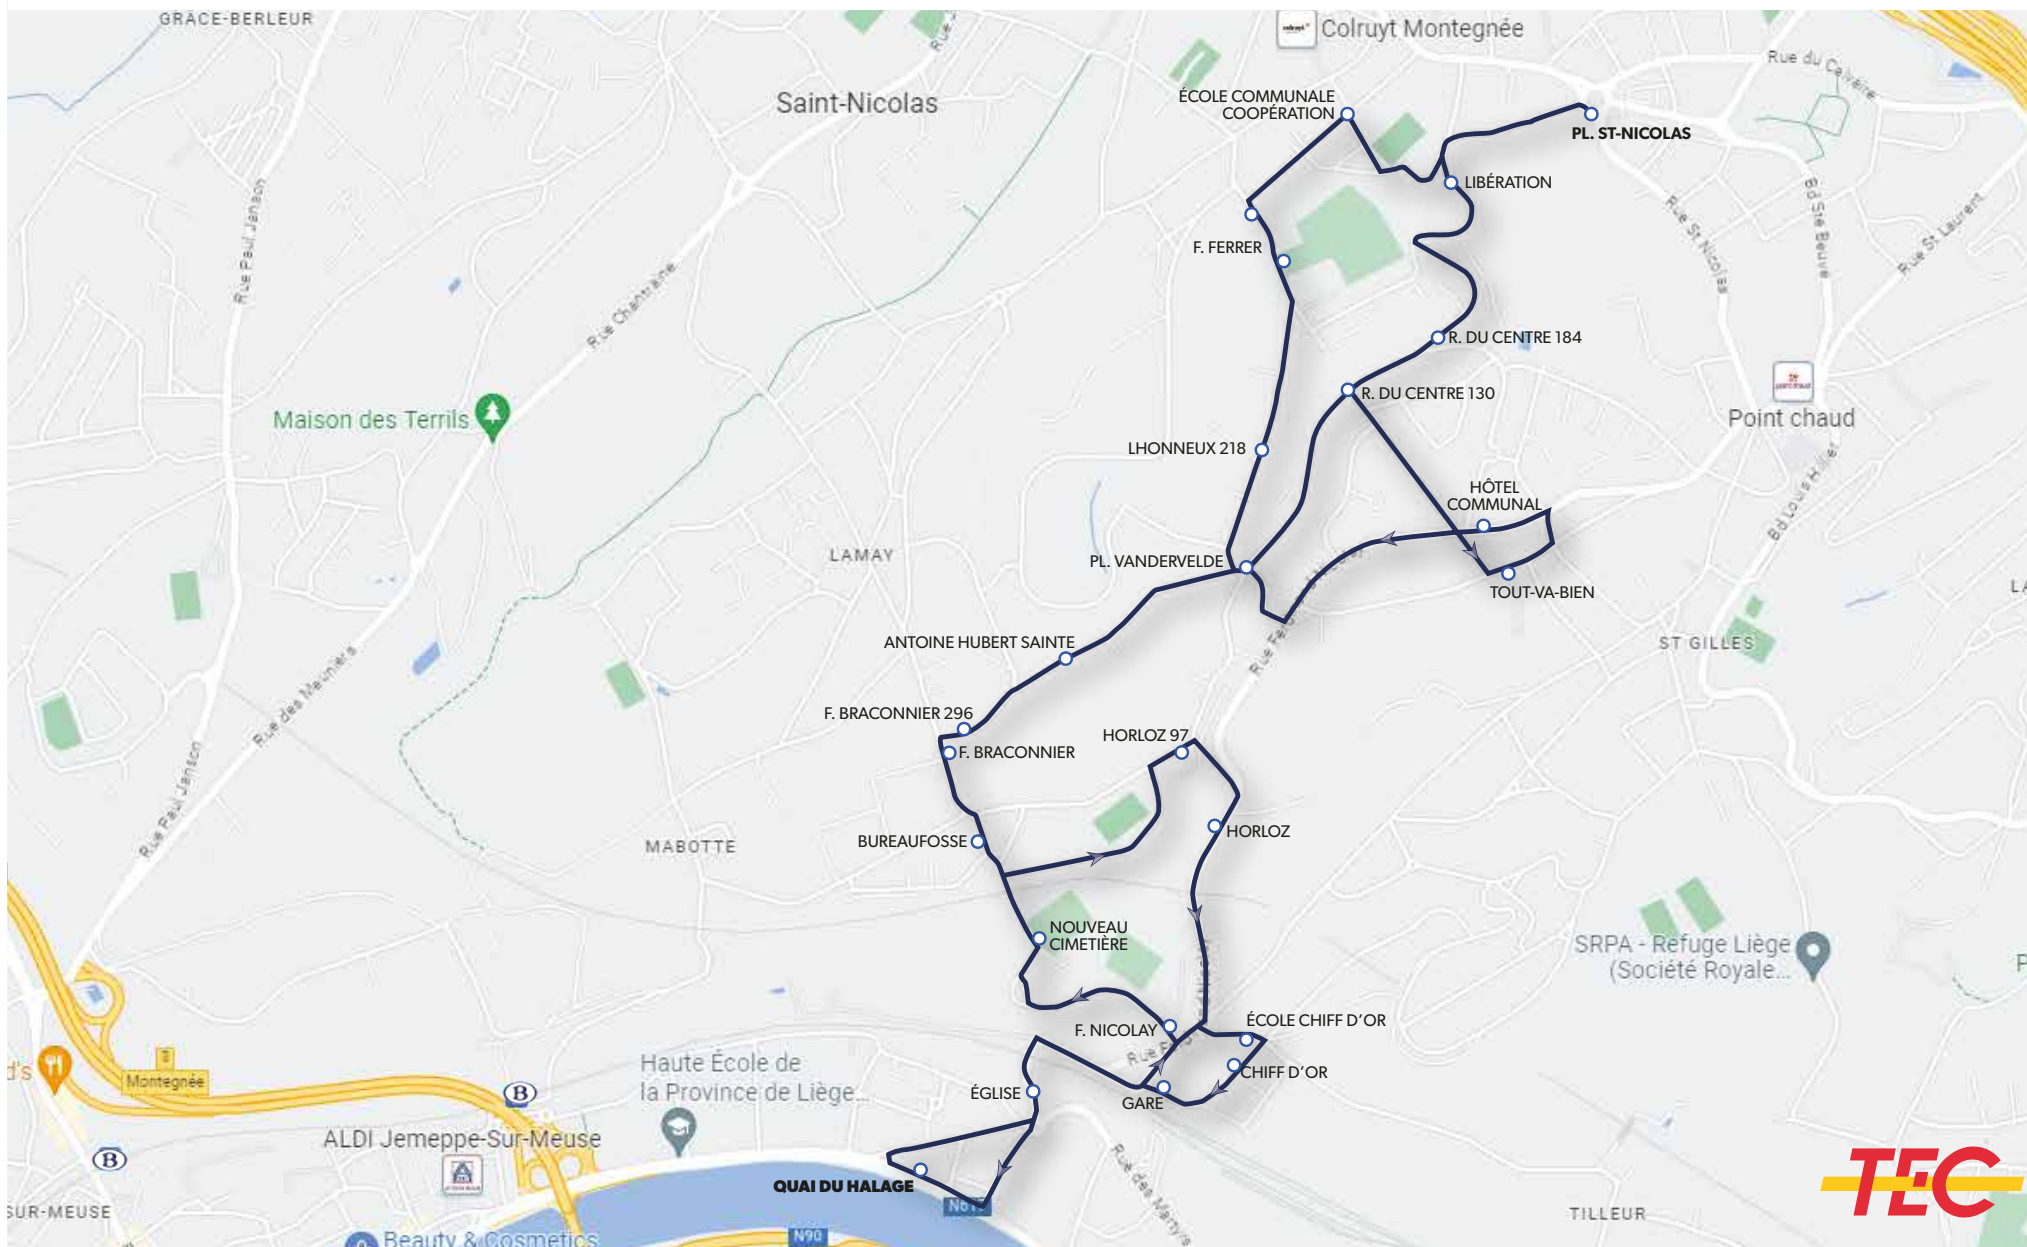 GRÂCE-BERLEUR
Colruyt Montegnée
Rue du Calvaire
Saint-Nicolas
ÉCOLE COMMUNALE
COOPÉRATION
PL. ST-NICOLAS
LIBÉRATION
Rue Paul Janson
Bd Ste Beuve
Rue St Nicolas
Rue St Laurent
F. FERRER
Rue Chantraine
R. DU CENTRE 184
R. DU CENTRE 130
Maison des Terrils
Point chaud
LHONNEUX 218
HÔTEL
COMMUNAL
Bd Louis Hillier
LAMAY
PL. VANDERVELDE
TOUT-VA-BIEN
ANTOINE HUBERT SAINTE
ST GILLES
Rue des Meuniers
F. BRACONNIER 296
HORLOZ 97
F. BRACONNIER
Rue Paul Janson
HORLOZ
BUREAUFOSSE
MABOTTE
NOUVEAU
CIMETIÈRE
SRPA - Refuge Liège
(Société Royale...
F. NICOLAY
ÉCOLE CHIFF D'OR
Haute École de
la Province de Liège...
d's
Montegnée
CHIFF D'OR
B
ÉGLISE
GARE
ALDI Jemeppe-Sur-Meuse
B
QUAI DU HALAGE
Rue des Martyrs
TEC
SUR-MEUSE
TILLEUR
N90
Beauty & Cosmetics